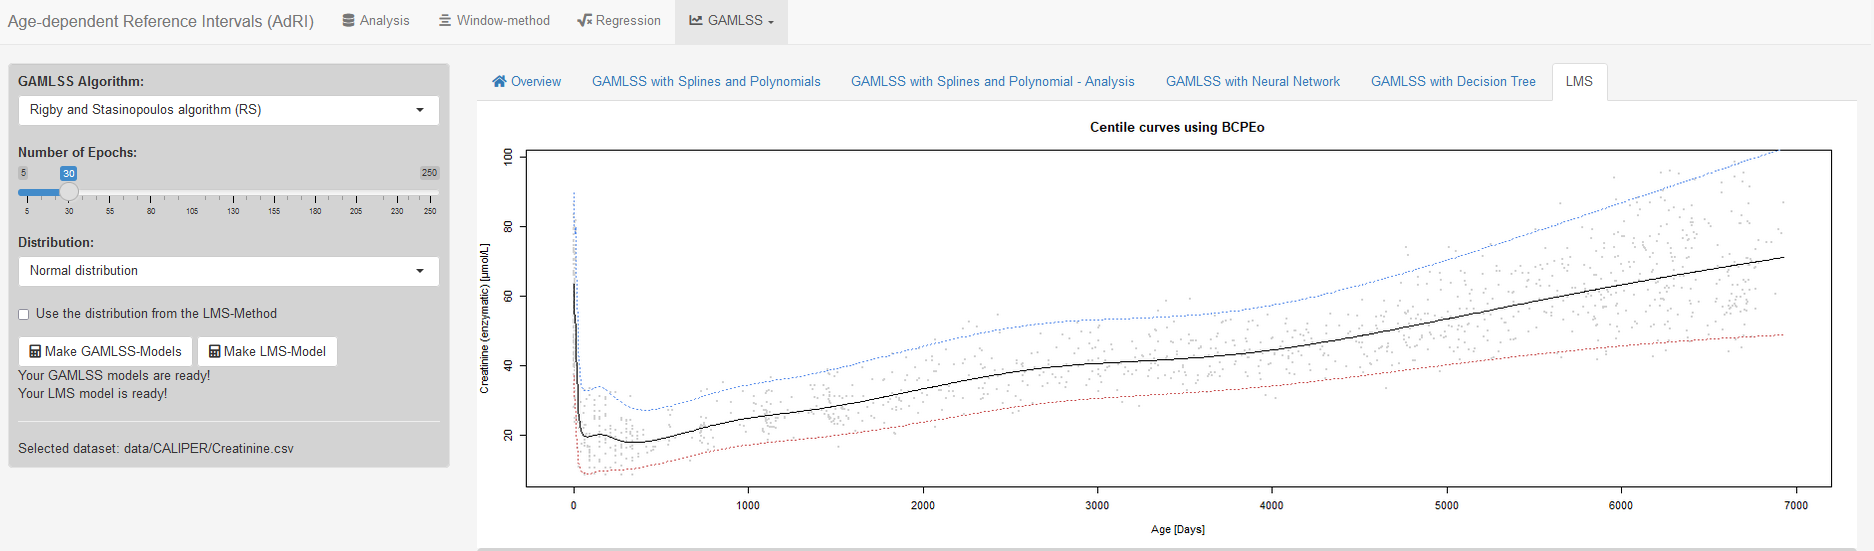 Age-dependent Reference Intervals (AdRI) Analysis Window-method Regression GAMLSS
GAMLSS Algorithm:
Rigby and Stasinopoulos algorithm (RS)
Number of Epochs:
5 30 250
5 30 55 80 105 130 155 180 205 230 250
Distribution:
Normal distribution
Use the distribution from the LMS-Method
Make GAMLSS-Models Make LMS-Model
Your GAMLSS models are ready!
Your LMS model is ready!
Selected dataset: data/CALIPER/Creatinine.csv
Overview GAMLSS with Splines and Polynomials GAMLSS with Splines and Polynomial - Analysis GAMLSS with Neural Network GAMLSS with Decision Tree LMS
Centile curves using BCPEo
Creatinine (enzymatic) [µmol/L]
100
80
60
40
20
0 1000 2000 3000 4000 5000 6000 7000
Age [Days]